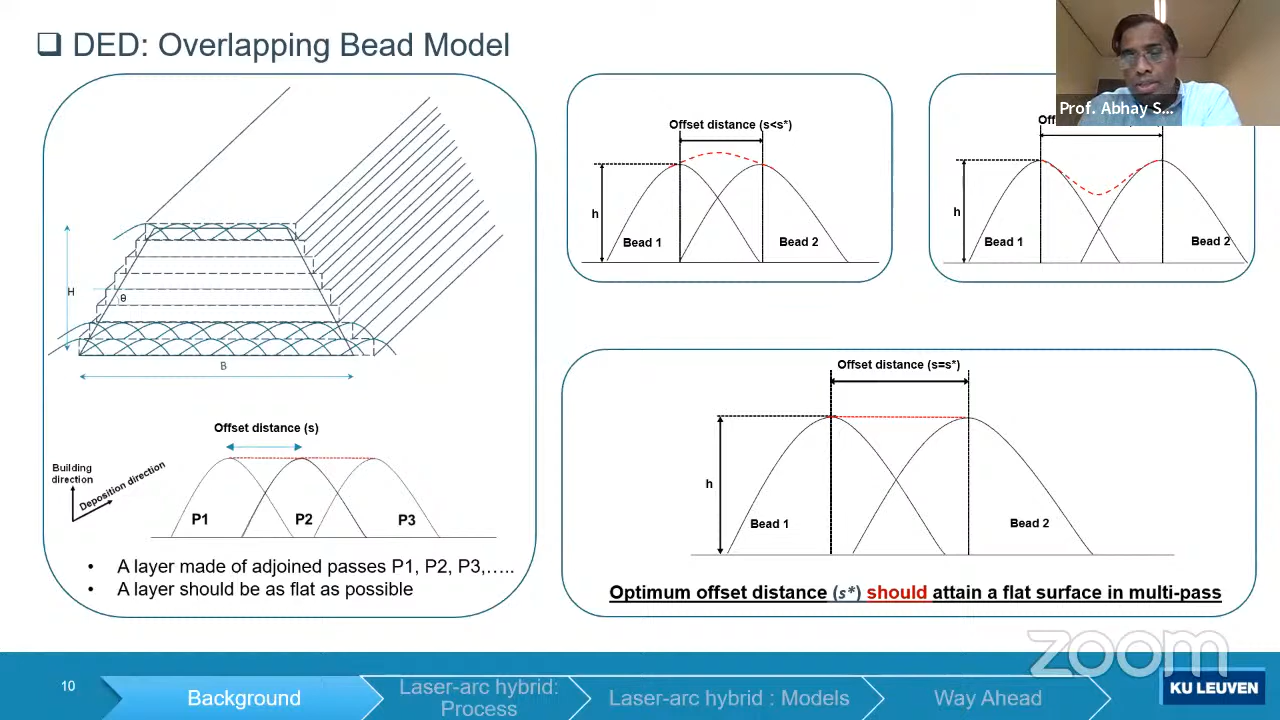 ❑ DED: Overlapping Bead Model
H
θ
B
Offset distance (s)
Building
direction
Deposition direction
P1 P2 P3
• A layer made of adjoined passes P1, P2, P3,…..
• A layer should be as flat as possible
Offset distance (s<s*)
h
Bead 1 Bead 2
Prof. Abhay S...
h
Bead 1 Bead 2
Offset distance (s=s*)
h
Bead 1 Bead 2
Optimum offset distance (s*) should attain a flat surface in multi-pass
zoom
10
Background
Laser-arc hybrid:
Process
Laser-arc hybrid : Models
Way Ahead
KU LEUVEN